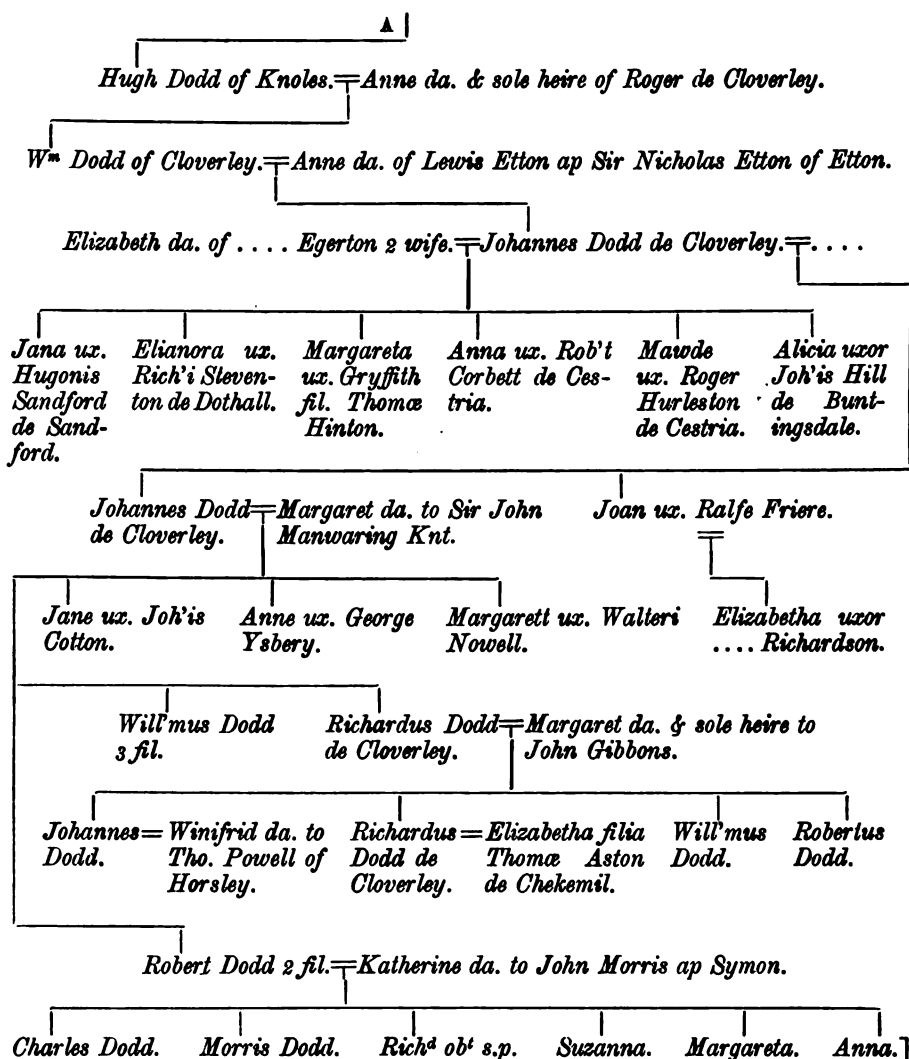 A
Hugh Dodd of Knoles. = Anne da. & sole heire of Roger de Cloverley.
Wm Dodd of Cloverley. = Anne da. of Lewis Etton ap Sir Nicholas Etton of Etton.
Elizabeth da. of .... Egerton 2 wife. = Johannes Dodd de Cloverley. = ....
Jana ux.
Hugonis
Sandford
de Sand-
ford.
Elianora ux.
Rich'i Sleven-
ton de Dothall.
Margareta
ux. Gryffith
fil. Thomæ
Hinton.
Anna ux. Rob't
Corbett de Ces-
tria.
Mawde
ux. Roger
Hurleston
de Cestria.
Alicia uxor
Joh'is Hill
de Bunt-
ingsdale.
Johannes Dodd
de Cloverley.
= Margaret da. to Sir John
Manwaring Knt.
Joan ux. Ralfe Friere.
Jane ux. Joh'is
Cotton.
Anne ux. George
Ysbery.
Margarett ux. Walteri
Nowell.
Elizabetha uxor
.... Richardson.
Will'mus Dodd
3 fil.
Richardus Dodd
de Cloverley.
= Margaret da. & sole heire to
John Gibbons.
Johannes
Dodd.
= Winifrid da. to
Tho. Powell of
Horsley.
Richardus
Dodd de
Cloverley.
= Elizabetha filia
Thomæ Aston
de Chekemil.
Will'mus
Dodd.
Robertus
Dodd.
Robert Dodd 2 fil. = Katherine da. to John Morris ap Symon.
Charles Dodd. Morris Dodd. Richd obt s.p. Suzanna. Margareta. Anna.]